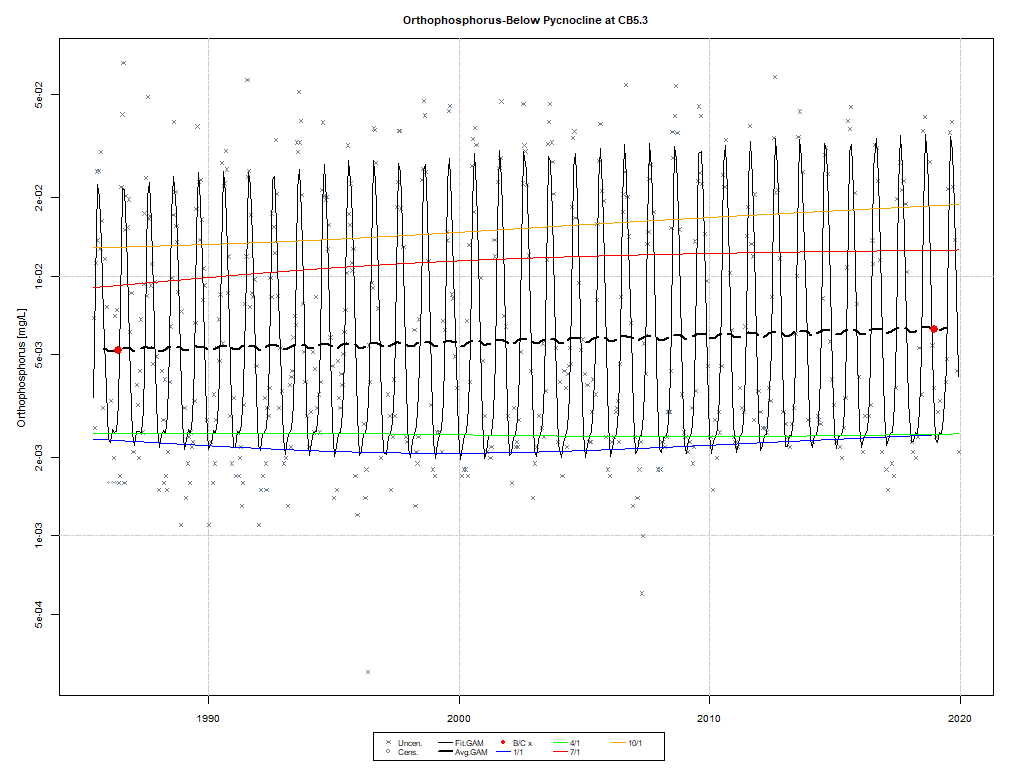 Orthophosphorus-Below Pycnocline at CB5.3
Orthophosphorus [mg/L]
5e-02
2e-02
1e-02
5e-03
2e-03
1e-03
5e-04
1990 2000 2010 2020
Uncen. Fit.GAM B/C x 4/1 10/1
Cens. Avg.GAM 1/1 7/1